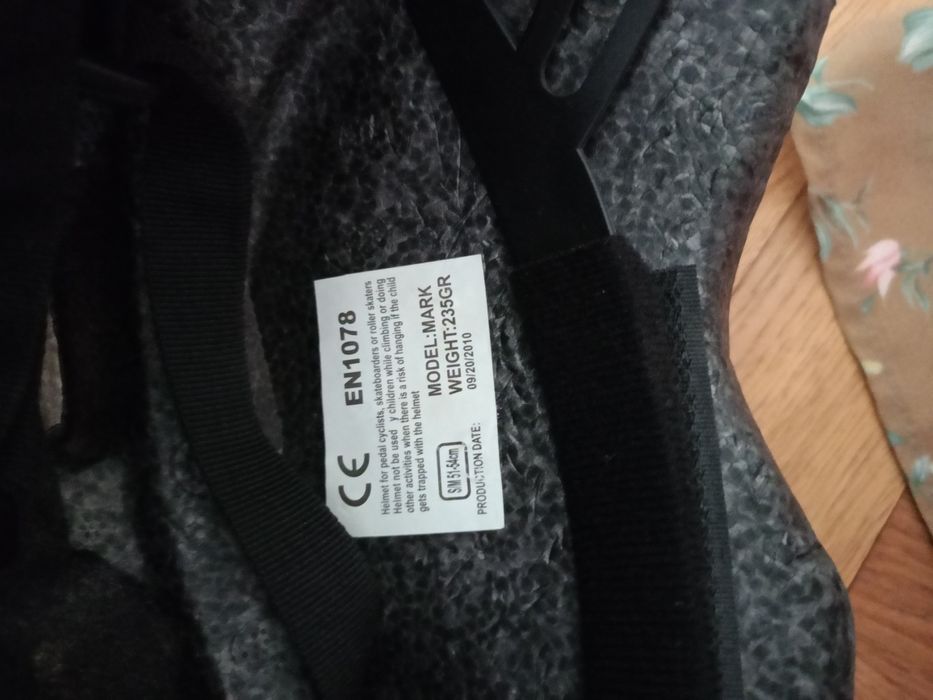 CE EN1078
Helmet for pedal cyclists, skateboarders or roller skaters
Helmet not be used y children while climbing or doing
other activities when there is a risk of hanging if the child
gets trapped with the helmet
MODEL:MARK
S/M 51-54cm WEIGHT:235GR
PRODUCTION DATE: 09/20/2010